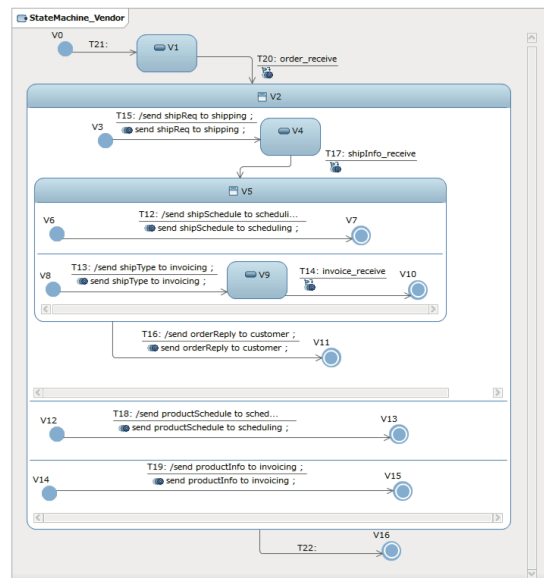 StateMachine_Vendor
V0
T21:
V1
T20: order_receive
V2
T15: /send shipReq to shipping ;
send shipReq to shipping ;
V3
V4
T17: shipInfo_receive
V5
T12: /send shipSchedule to scheduli...
send shipSchedule to scheduling ;
V6
V7
T13: /send shipType to invoicing ;
send shipType to invoicing ;
V8
V9
T14: invoice_receive
V10
T16: /send orderReply to customer ;
send orderReply to customer ;
V11
T18: /send productSchedule to sched...
send productSchedule to scheduling ;
V12
V13
T19: /send productInfo to invoicing ;
send productInfo to invoicing ;
V14
V15
V16
T22: